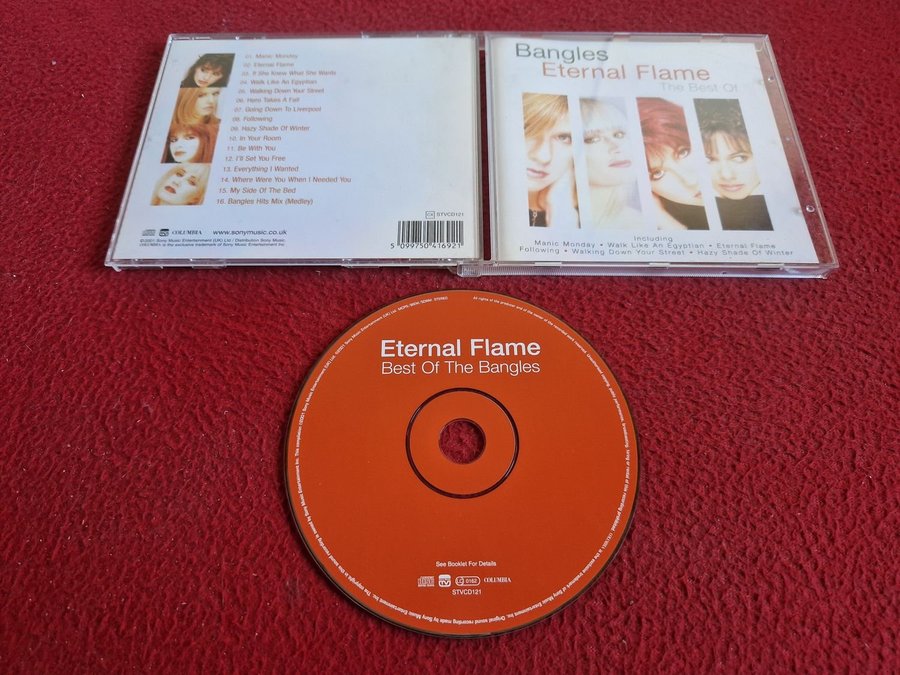 01. Manic Monday
02. Eternal Flame
03. If She Knew What She Wants
04. Walk Like An Egyptian
05. Walking Down Your Street
06. Hero Takes A Fall
07. Going Down To Liverpool
08. Following
09. Hazy Shade Of Winter
10. In Your Room
11. Be With You
12. I'll Set You Free
13. Everything I Wanted
14. Where Were You When I Needed You
15. My Side Of The Bed
16. Bangles Hits Mix (Medley)
COLUMBIA
www.sonymusic.co.uk
STVCD121
5 099750 416921
Bangles
Eternal Flame
The Best Of
Including
Manic Monday • Walk Like An Egyptian • Eternal Flame
Following • Walking Down Your Street • Hazy Shade Of Winter
Eternal Flame
Best Of The Bangles
See Booklet For Details
TV
LC 0162
COLUMBIA
STVCD121